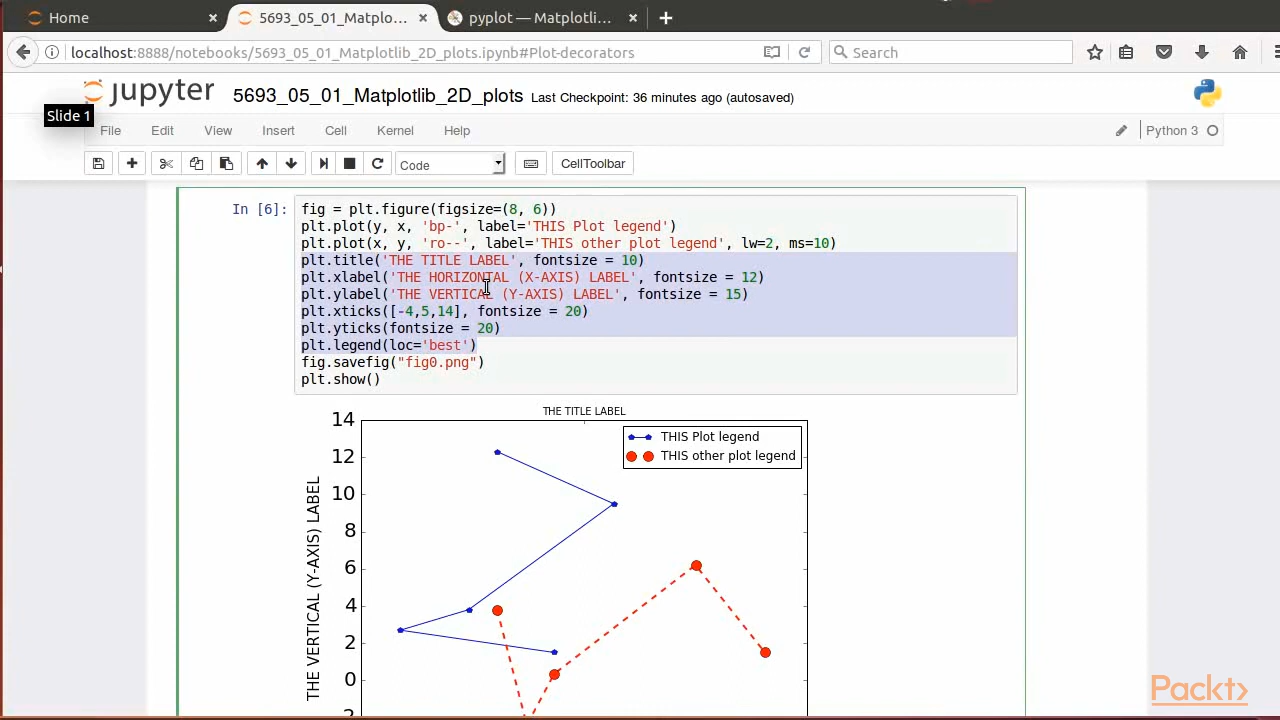 Home
5693_05_01_Matplo...
pyplot — Matplotli...
localhost:8888/notebooks/5693_05_01_Matplotlib_2D_plots.ipynb#Plot-decorators
Search
jupyter
5693_05_01_Matplotlib_2D_plots Last Checkpoint: 36 minutes ago (autosaved)
Slide 1
File Edit View Insert Cell Kernel Help
Python 3
Code
CellToolbar
In [6]:
fig = plt.figure(figsize=(8, 6))
plt.plot(y, x, 'bp-', label='THIS Plot legend')
plt.plot(x, y, 'ro--', label='THIS other plot legend', lw=2, ms=10)
plt.title('THE TITLE LABEL', fontsize = 10)
plt.xlabel('THE HORIZONTAL (X-AXIS) LABEL', fontsize = 12)
plt.ylabel('THE VERTICAL (Y-AXIS) LABEL', fontsize = 15)
plt.xticks([-4,5,14], fontsize = 20)
plt.yticks(fontsize = 20)
plt.legend(loc='best')
fig.savefig("fig0.png")
plt.show()
THE TITLE LABEL
THIS Plot legend
THIS other plot legend
THE VERTICAL (Y-AXIS) LABEL
14
12
10
8
6
4
2
0
Packt>